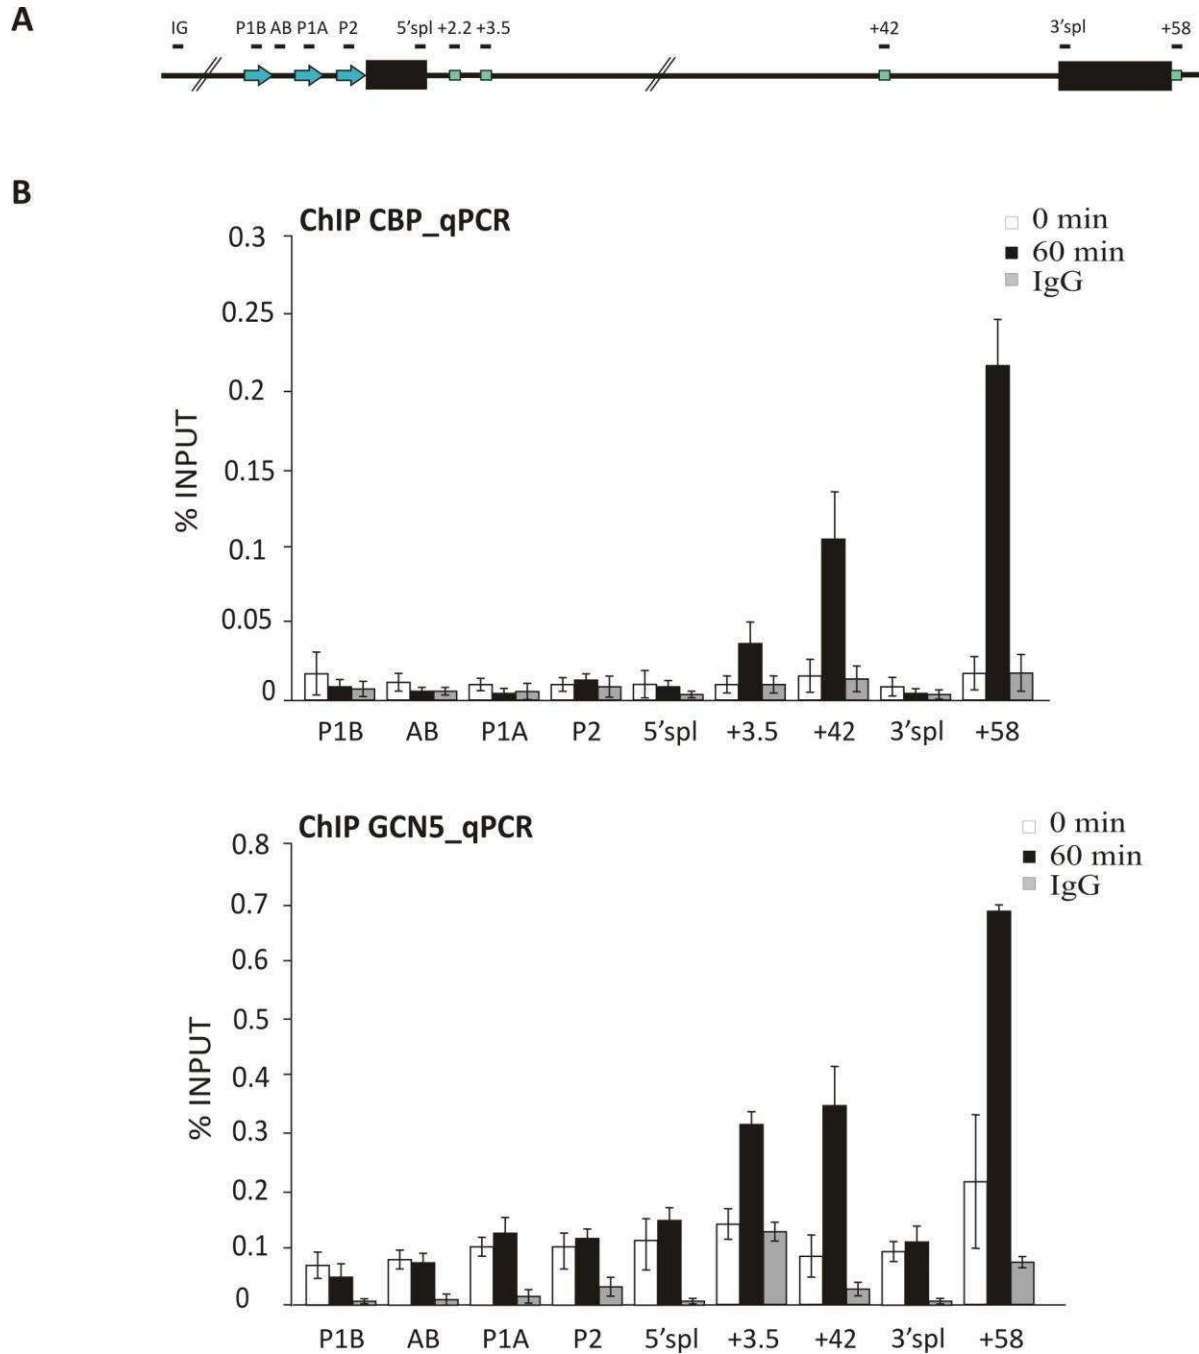 A
IG P1B AB P1A P2 5'spl +2.2 +3.5 +42 3'spl +58
B
ChIP CBP_qPCR
0 min
60 min
IgG
0.3
0.25
0.2
0.15
0.1
0.05
0
% INPUT
P1B AB P1A P2 5'spl +3.5 +42 3'spl +58
ChIP GCN5_qPCR
0 min
60 min
IgG
0.8
0.7
0.6
0.5
0.4
0.3
0.2
0.1
0
% INPUT
P1B AB P1A P2 5'spl +3.5 +42 3'spl +58